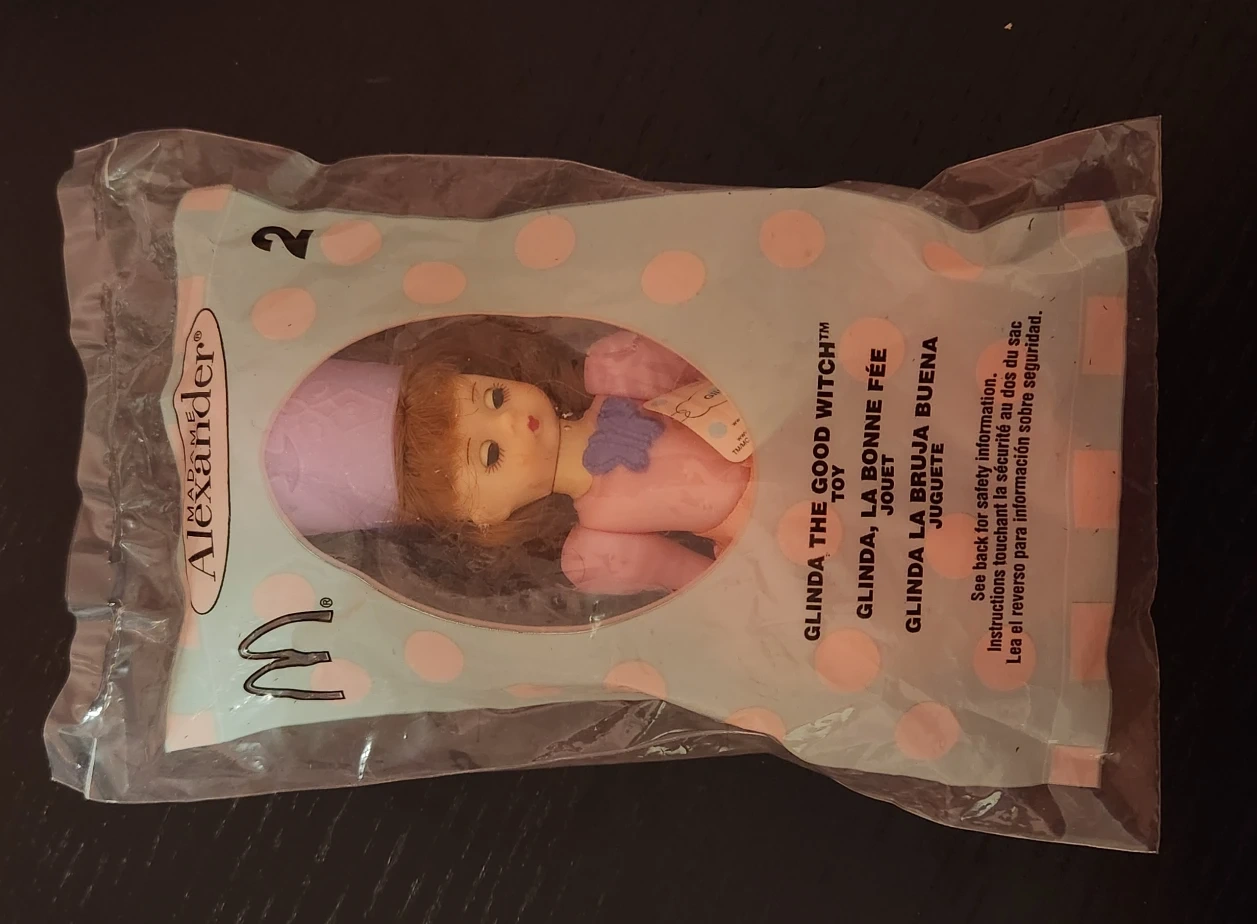 MADAME
Alexander®
2
M®
GLINDA THE GOOD WITCH™
TOY
GLINDA, LA BONNE FÉE
JOUET
GLINDA LA BRUJA BUENA
JUGUETE
See back for safety information.
Instructions touchant la sécurité au dos du sac
Lea el reverso para información sobre seguridad.